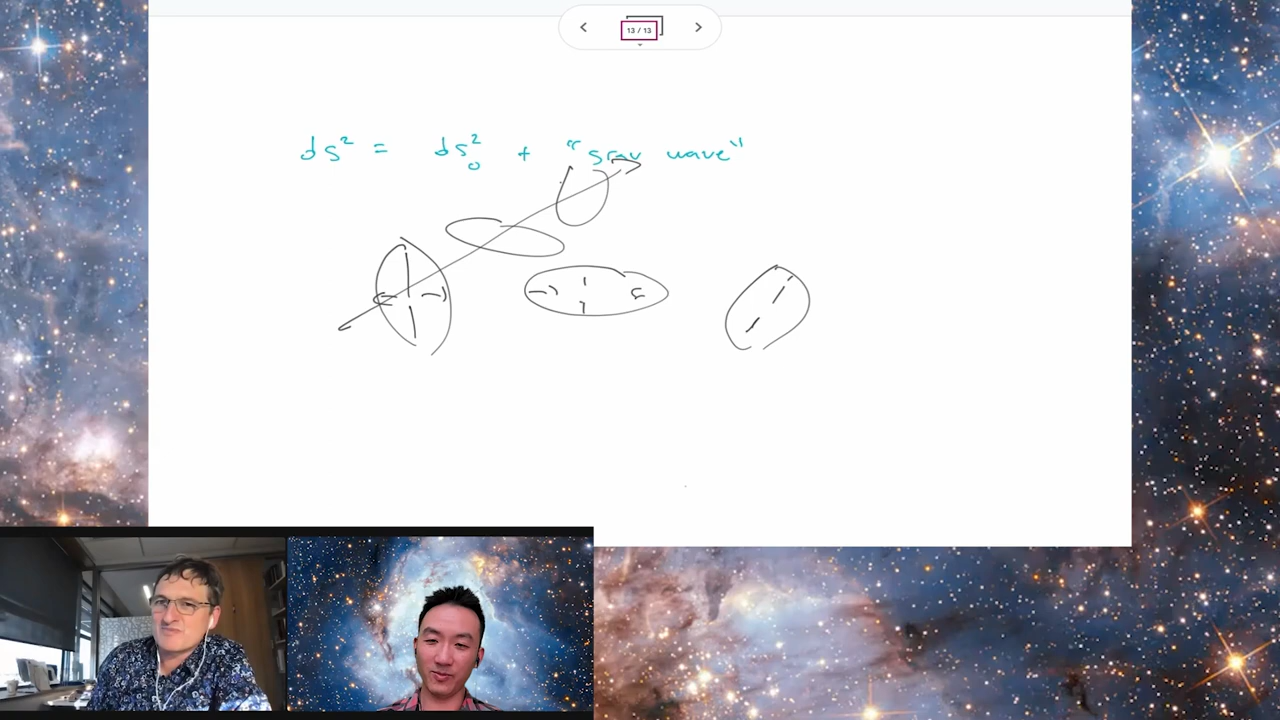 13 / 13
ds² = ds₀² + "grav wave"